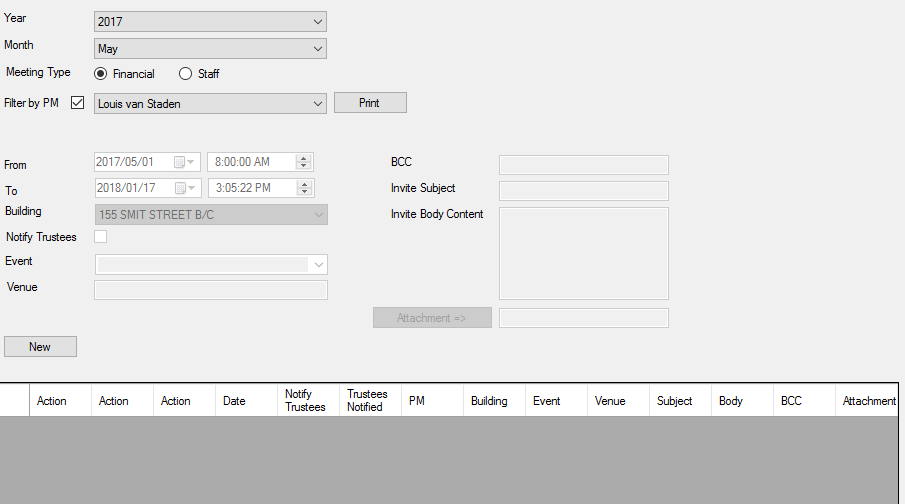 Year 2017
Month May
Meeting Type Financial Staff
Filter by PM Louis van Staden Print
From 2017/05/01 8:00:00 AM BCC
To 2018/01/17 3:05:22 PM Invite Subject
Building 155 SMIT STREET B/C Invite Body Content
Notify Trustees
Event
Venue
Attachment =>
New
Action Action Action Date Notify Trustees Trustees Notified PM Building Event Venue Subject Body BCC Attachment